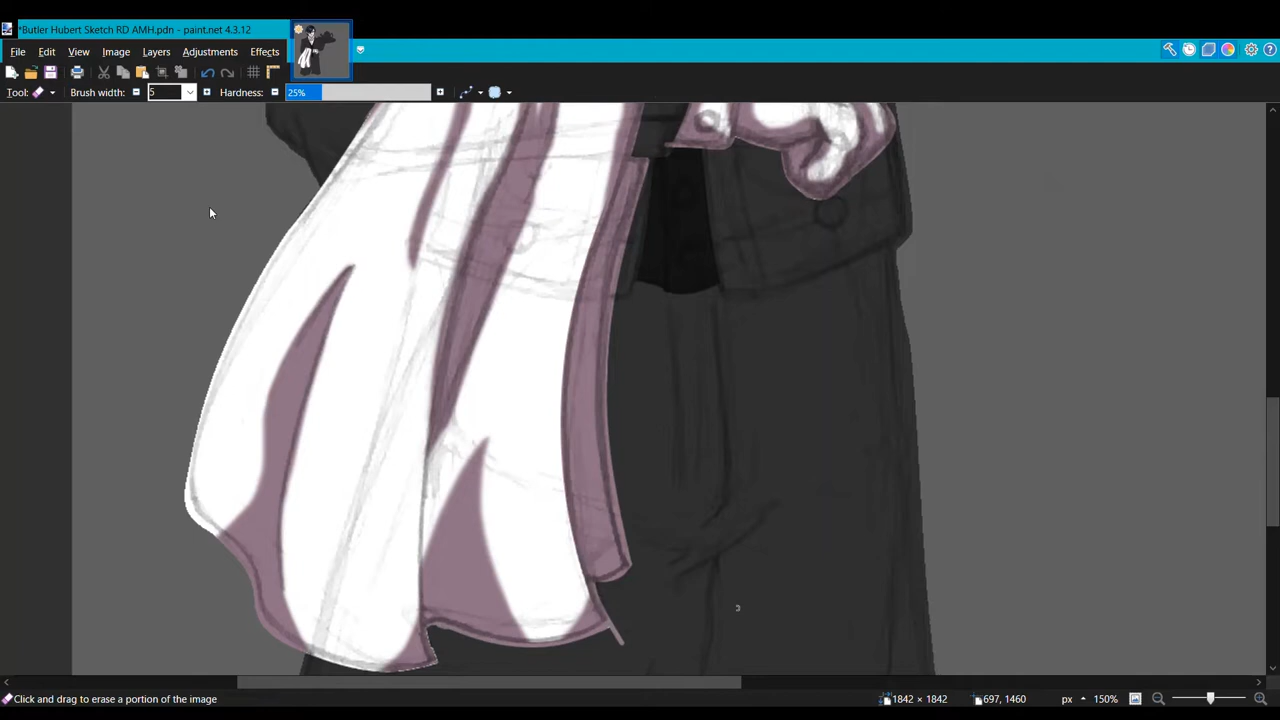 *Butler Hubert Sketch RD AMH.pdn - paint.net 4.3.12
File Edit View Image Layers Adjustments Effects
Tool: Brush width: 5 Hardness: 25%
Click and drag to erase a portion of the image 1842 × 1842 697, 1460 px 150%